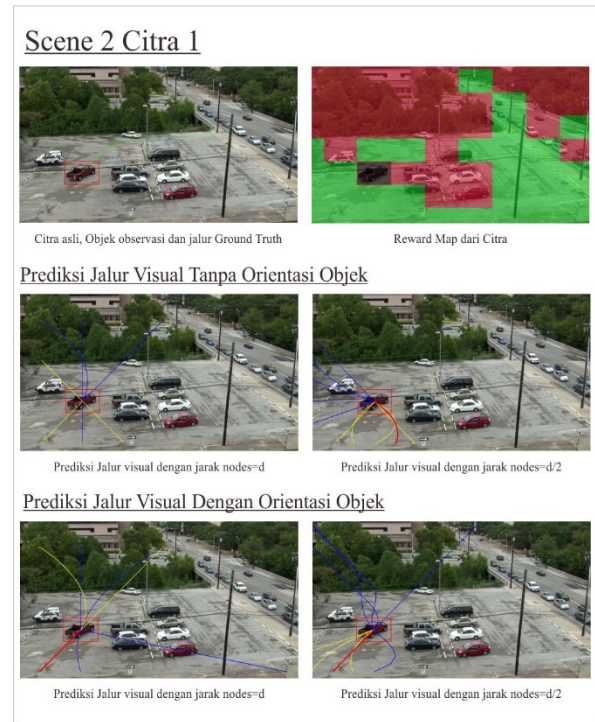 Scene 2 Citra 1
Citra asli, Objek observasi dan jalur Ground Truth
Reward Map dari Citra
Prediksi Jalur Visual Tanpa Orientasi Objek
Prediksi Jalur visual dengan jarak nodes=d
Prediksi Jalur visual dengan jarak nodes=d/2
Prediksi Jalur Visual Dengan Orientasi Objek
Prediksi Jalur visual dengan jarak nodes=d
Prediksi Jalur visual dengan jarak nodes=d/2